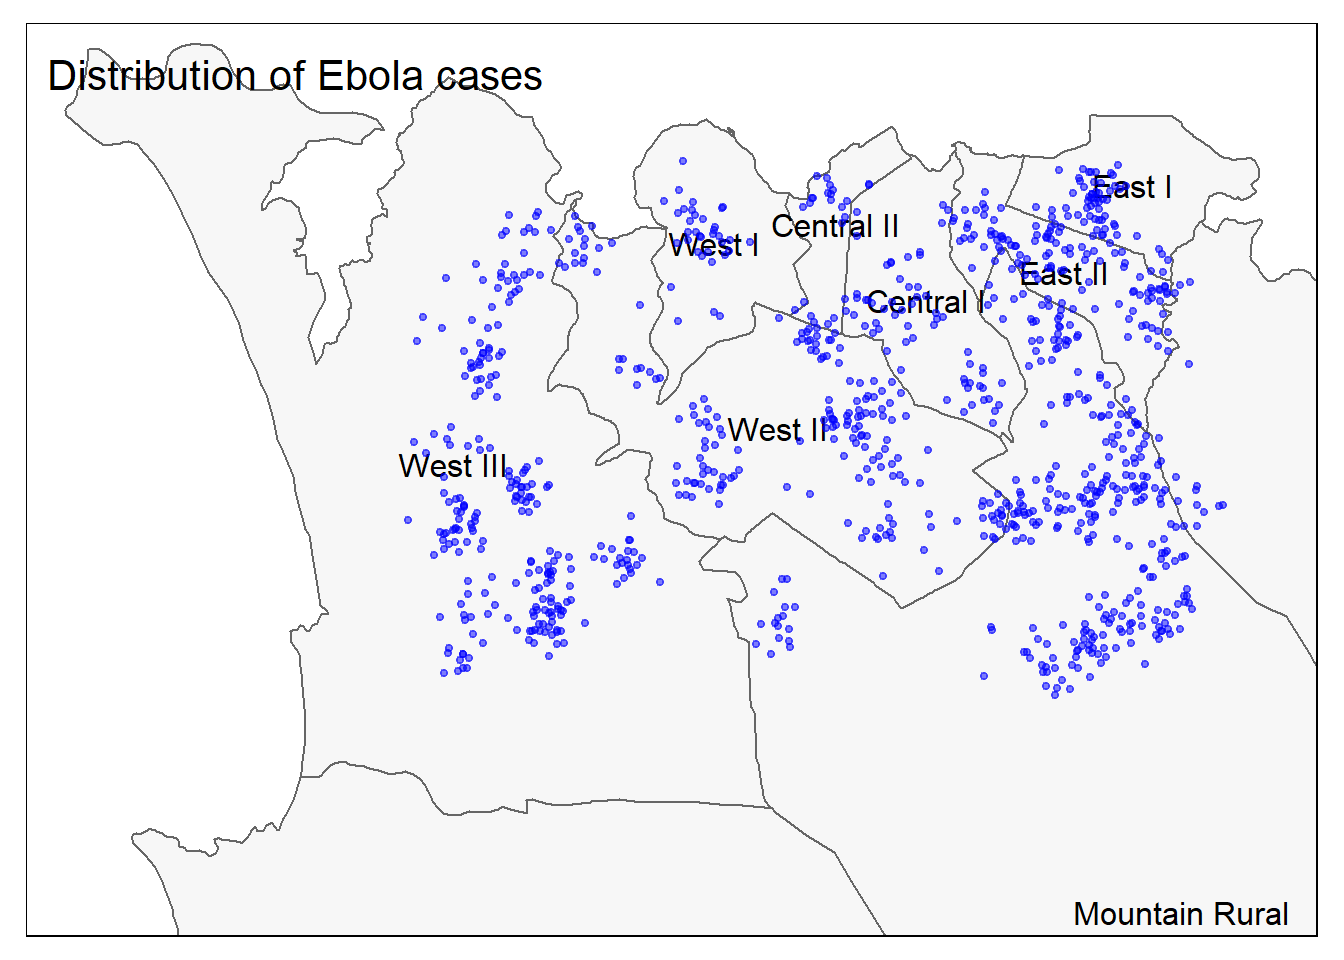 Distribution of Ebola cases
East I
Central II
West I
East II
Central I
West II
West III
Mountain Rural